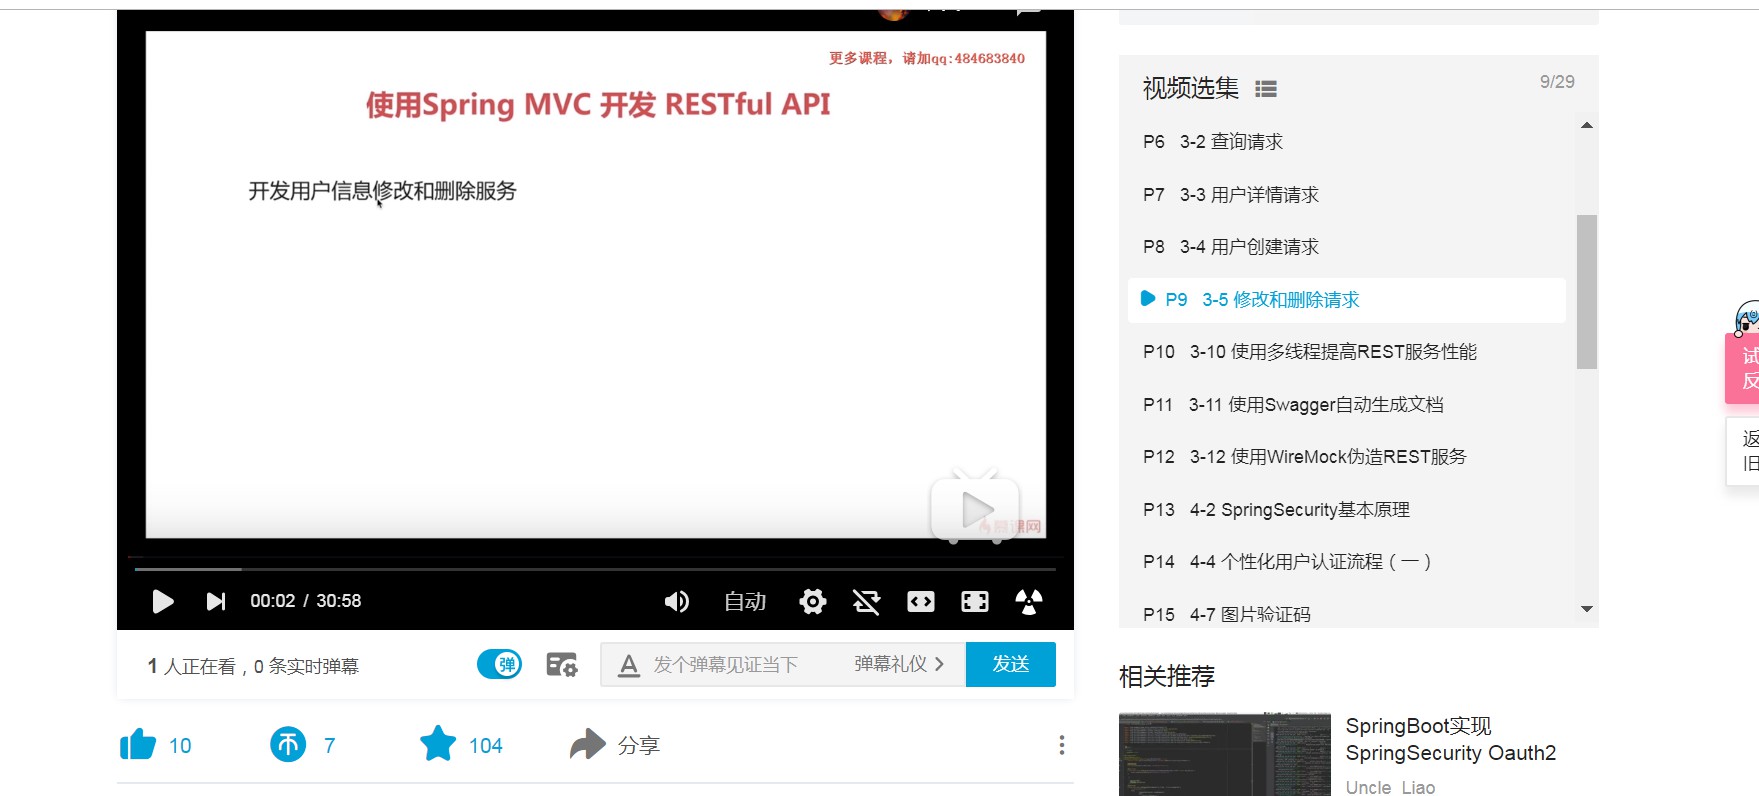 更多课程，请加qq:484683840
使用Spring MVC 开发 RESTful API
开发用户信息修改和删除服务
慕课网
00:02 / 30:58
自动
1 人正在看，0 条实时弹幕
弹
发个弹幕见证当下
弹幕礼仪 >
发送
10
7
104
分享
视频选集
9/29
P6 3-2 查询请求
P7 3-3 用户详情请求
P8 3-4 用户创建请求
P9 3-5 修改和删除请求
P10 3-10 使用多线程提高REST服务性能
P11 3-11 使用Swagger自动生成文档
P12 3-12 使用WireMock伪造REST服务
P13 4-2 SpringSecurity基本原理
P14 4-4 个性化用户认证流程（一）
P15 4-7 图片验证码
相关推荐
SpringBoot实现
SpringSecurity Oauth2
Uncle_Liao
试
反
返
旧